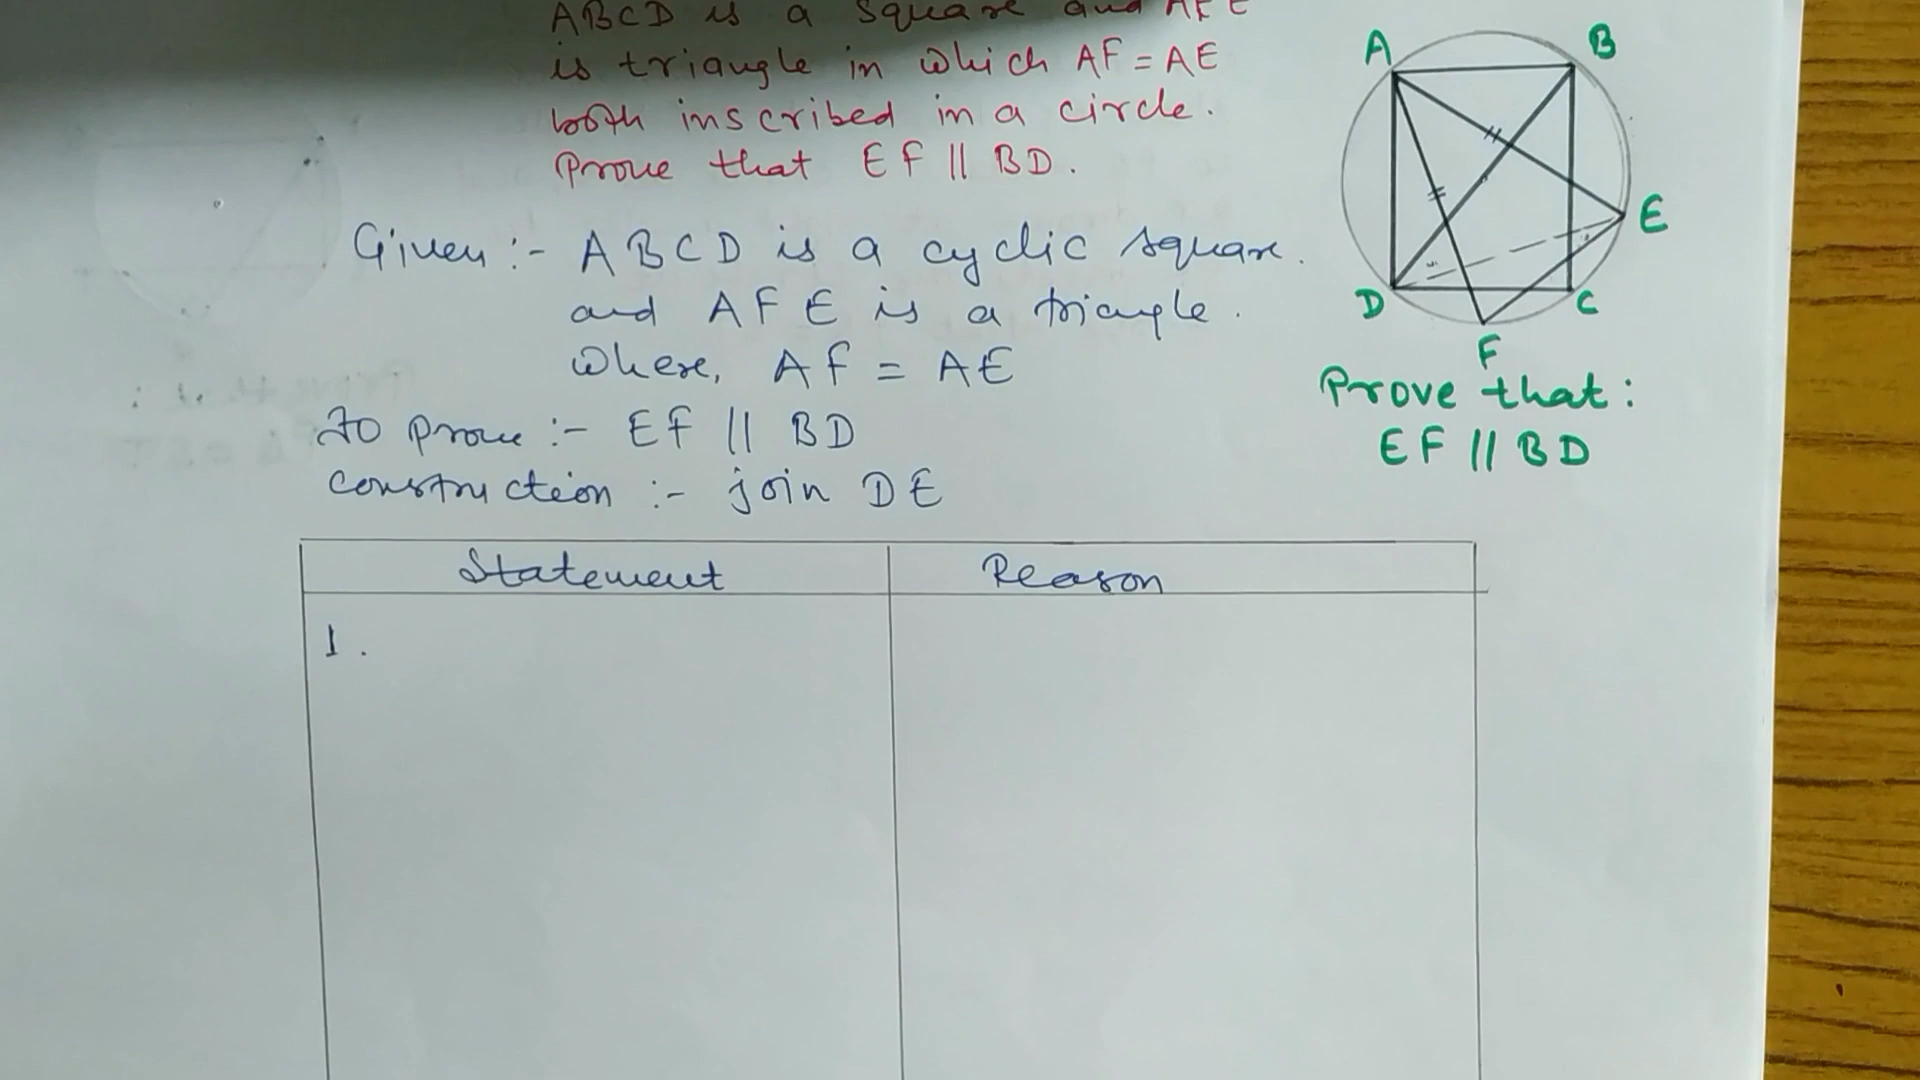 ABCD is a square and AFE
is triangle in which AF = AE
both inscribed in a circle.
Prove that EF || BD.
Given :- ABCD is a cyclic square.
and AFE is a triangle.
where, AF = AE
To prove :- EF || BD
Construction :- join DE
Statement
Reason
1.
A
B
E
D
C
F
Prove that:
EF || BD